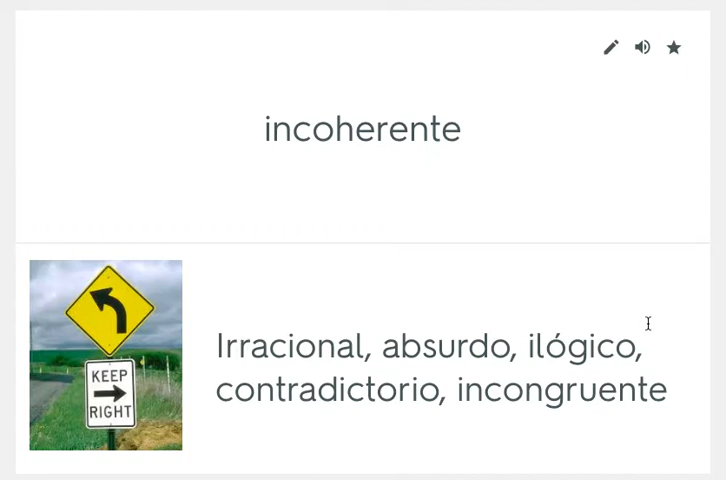 incoherente
Irracional, absurdo, ilógico,
contradictorio, incongruente
KEEP
RIGHT